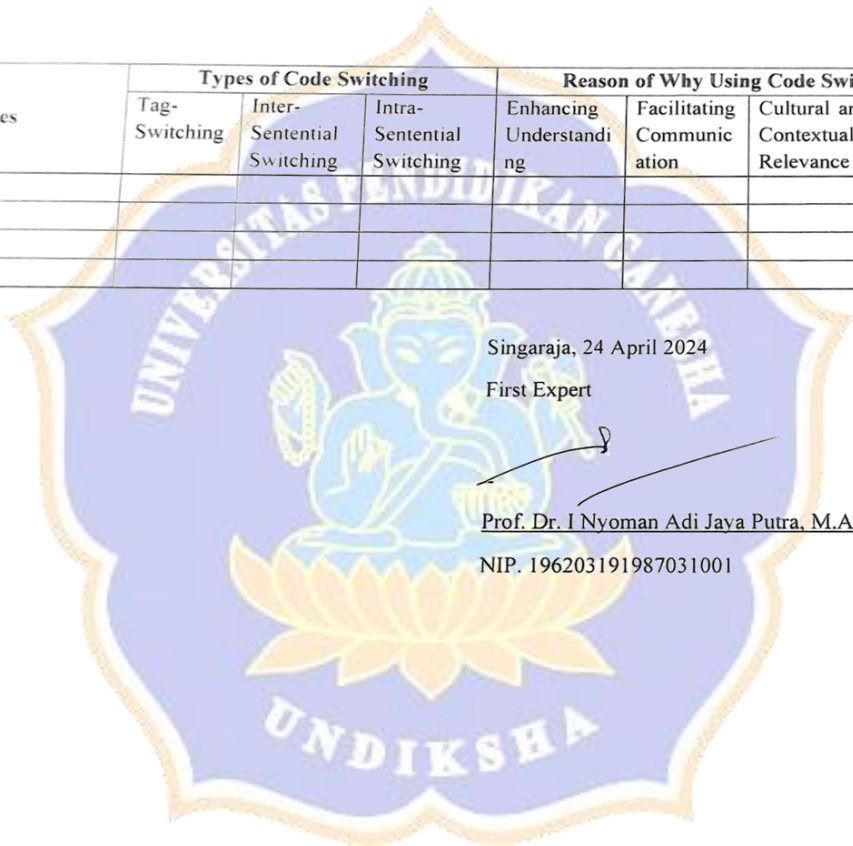 Types of Code Switching
Reason of Why Using Code Swi
es
Tag-
Switching
Inter-
Sentential
Switching
Intra-
Sentential
Switching
Enhancing
Understandi
ng
Facilitating
Communic
ation
Cultural an
Contextual
Relevance
UNIVERSITAS PENDIDIKAN GANESHA
Singaraja, 24 April 2024
First Expert
Prof. Dr. I Nyoman Adi Jaya Putra, M.A
NIP. 196203191987031001
UNDIKSHA